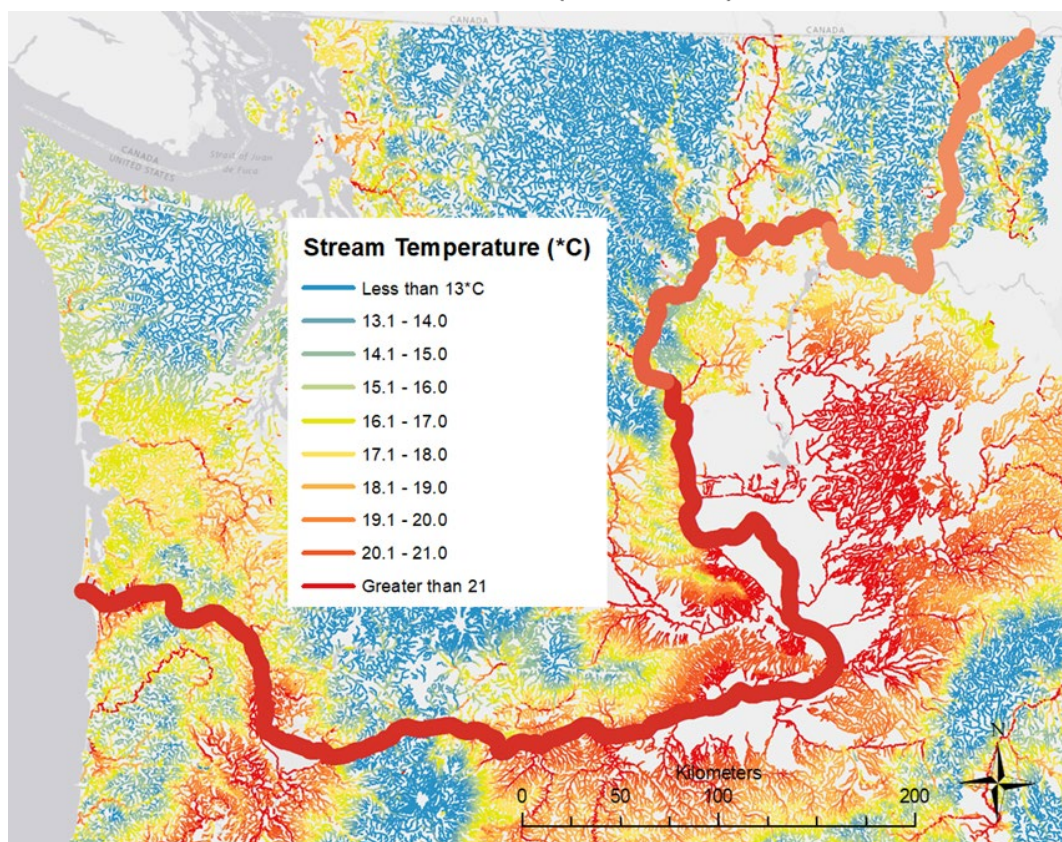 CANADA
CANADA
CANADA
UNITED STATES
Strait of Juan
de Fuca
Stream Temperature (*C)
Less than 13*C
13.1 - 14.0
14.1 - 15.0
15.1 - 16.0
16.1 - 17.0
17.1 - 18.0
18.1 - 19.0
19.1 - 20.0
20.1 - 21.0
Greater than 21
N
Kilometers
0 50 100 200